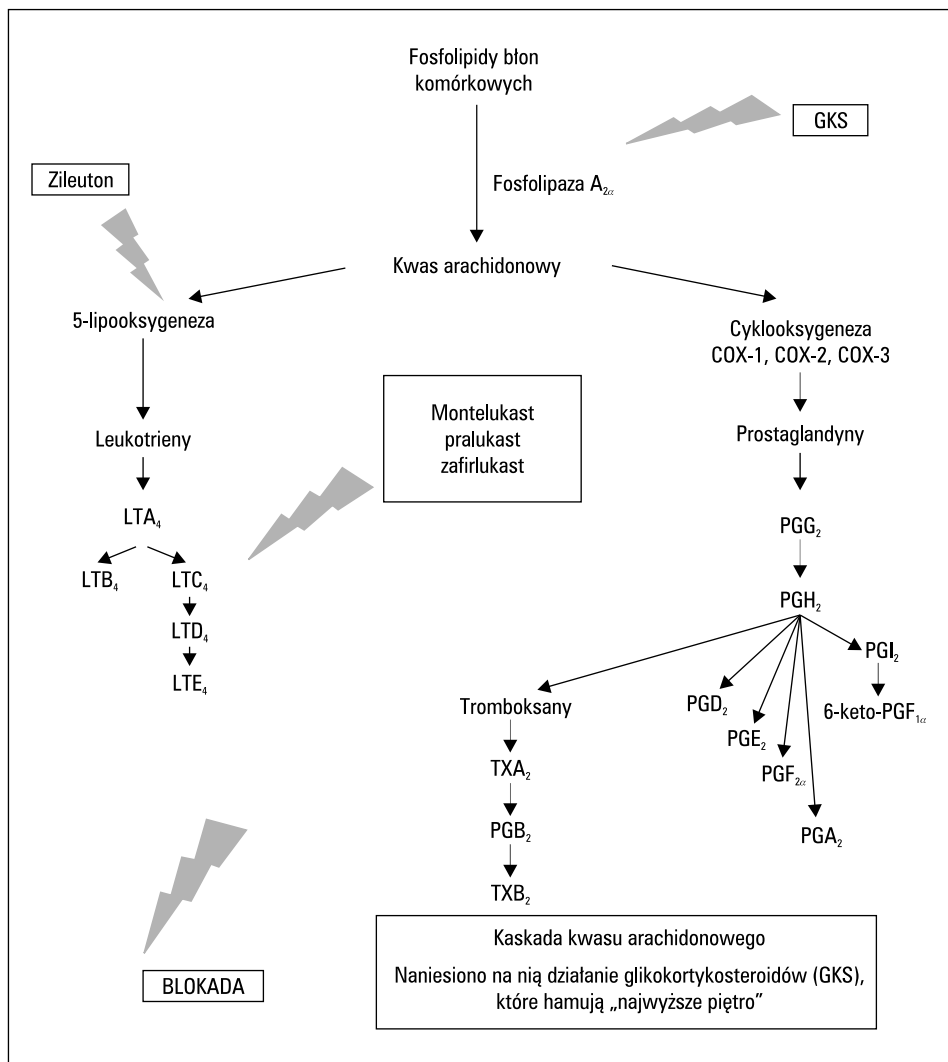 Fosfolipidy błon
komórkowych
GKS
Zileuton
Fosfolipaza A₂α
Kwas arachidonowy
5-lipooksygeneza
Cyklooksygeneza
COX-1, COX-2, COX-3
Montelukast
pralukast
zafirlukast
Leukotrieny
Prostaglandyny
LTA₄
PGG₂
LTB₄
LTC₄
PGH₂
LTD₄
PGI₂
LTE₄
Tromboksany
PGD₂
6-keto-PGF₁α
PGE₂
TXA₂
PGF₂α
PGB₂
PGA₂
TXB₂
Kaskada kwasu arachidonowego
Naniesiono na nią działanie glikokortykosteroidów (GKS),
które hamują „najwyższe piętro”
BLOKADA